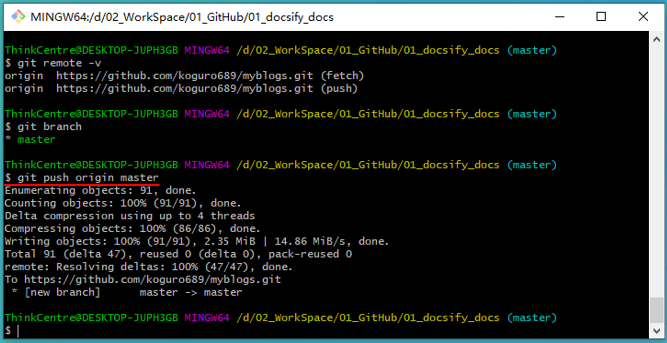 MINGW64:/d/02_WorkSpace/01_GitHub/01_docsify_docs
ThinkCentre@DESKTOP-JUPH3GB MINGW64 /d/02_WorkSpace/01_GitHub/01_docsify_docs (master)
$ git remote -v
origin  https://github.com/koguro689/myblogs.git (fetch)
origin  https://github.com/koguro689/myblogs.git (push)
ThinkCentre@DESKTOP-JUPH3GB MINGW64 /d/02_WorkSpace/01_GitHub/01_docsify_docs (master)
$ git branch
* master
ThinkCentre@DESKTOP-JUPH3GB MINGW64 /d/02_WorkSpace/01_GitHub/01_docsify_docs (master)
$ git push origin master
Enumerating objects: 91, done.
Counting objects: 100% (91/91), done.
Delta compression using up to 4 threads
Compressing objects: 100% (86/86), done.
Writing objects: 100% (91/91), 2.35 MiB | 14.86 MiB/s, done.
Total 91 (delta 47), reused 0 (delta 0), pack-reused 0
remote: Resolving deltas: 100% (47/47), done.
To https://github.com/koguro689/myblogs.git
 * [new branch]      master -> master
ThinkCentre@DESKTOP-JUPH3GB MINGW64 /d/02_WorkSpace/01_GitHub/01_docsify_docs (master)
$